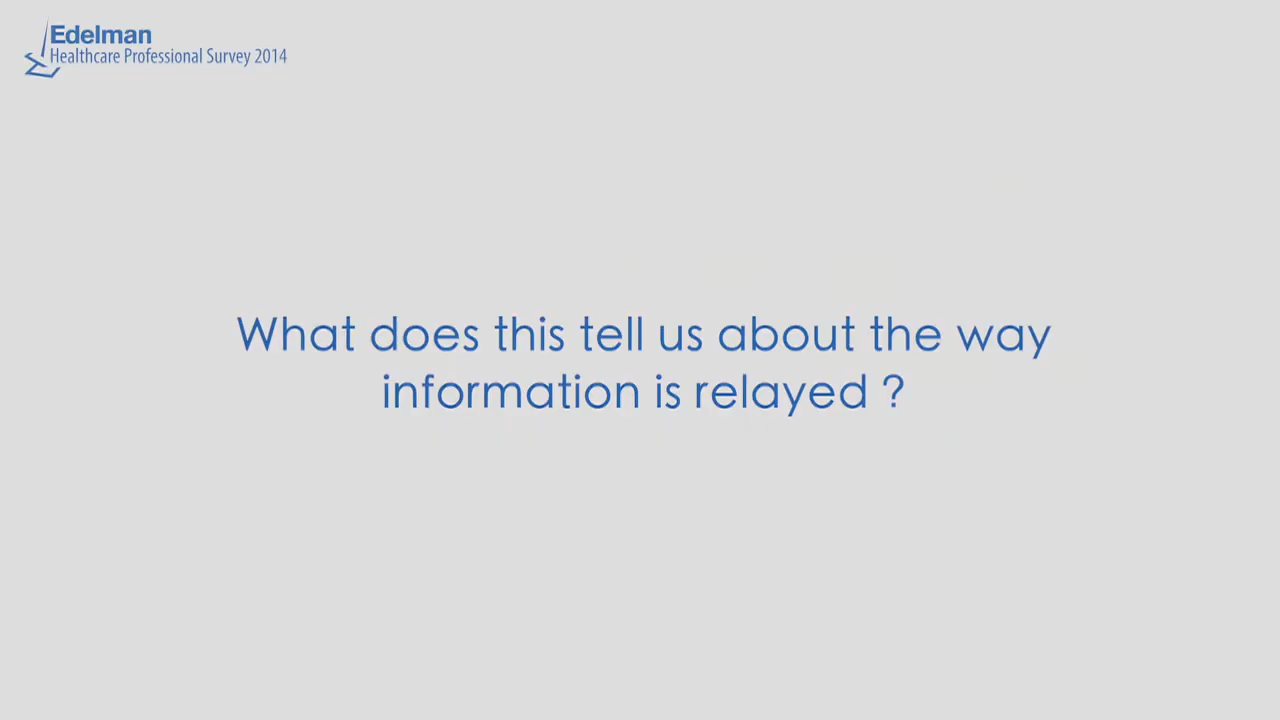 Edelman
Healthcare Professional Survey 2014
What does this tell us about the way
information is relayed ?